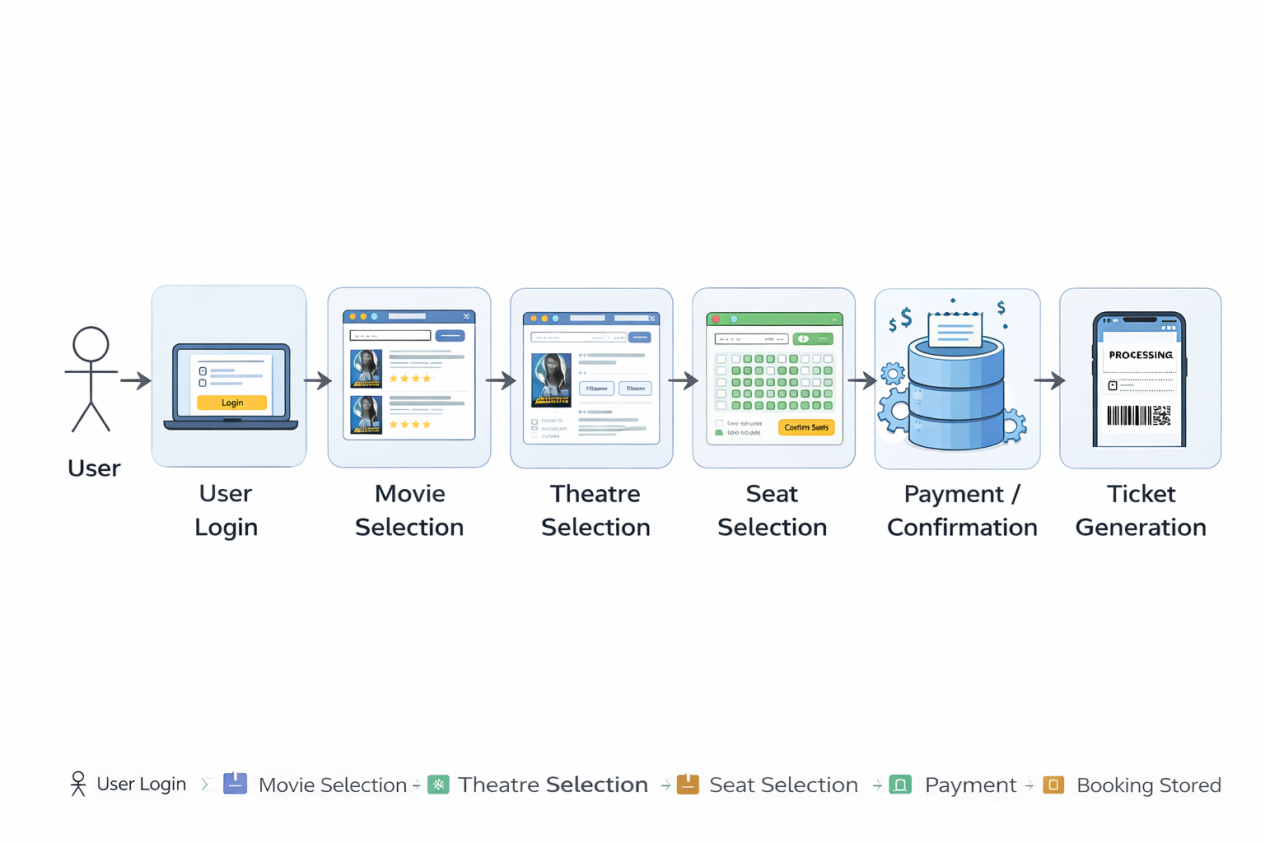 Login
Confirm Seats
PROCESSING
User
User
Login
Movie
Selection
Theatre
Selection
Seat
Selection
Payment /
Confirmation
Ticket
Generation
User Login
Movie Selection
Theatre Selection
Seat Selection
Payment
Booking Stored